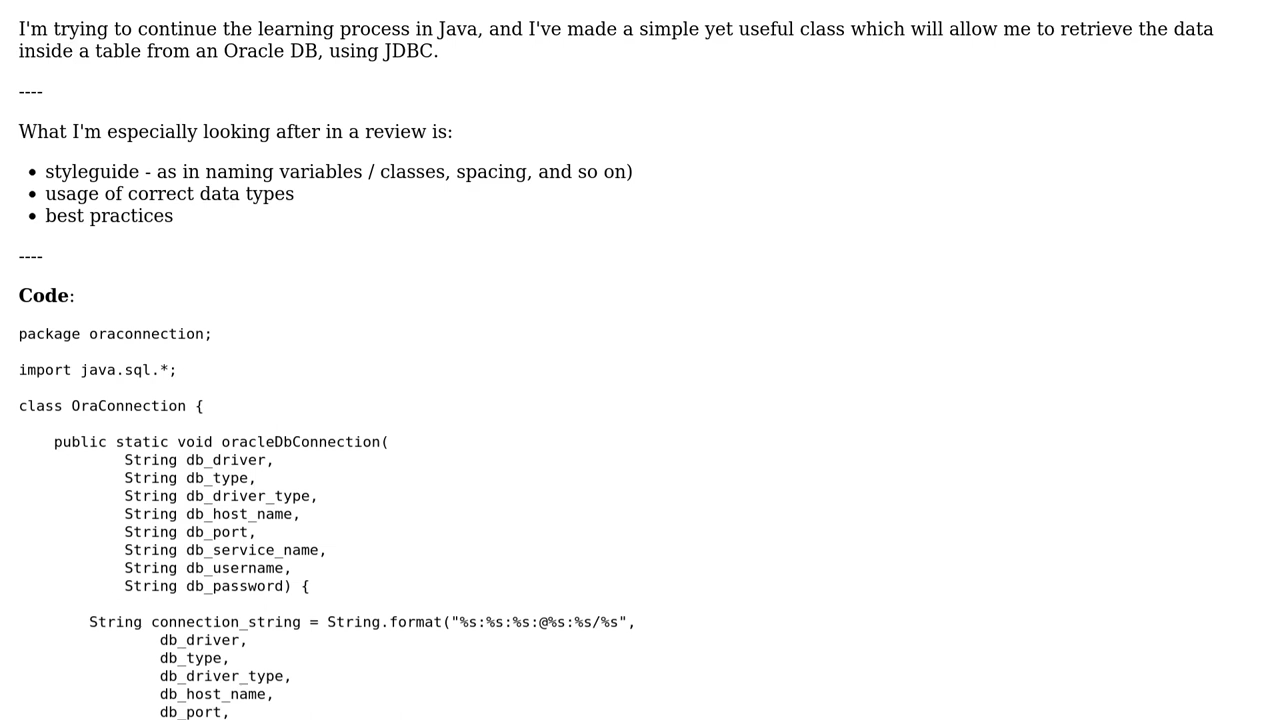 I'm trying to continue the learning process in Java, and I've made a simple yet useful class which will allow me to retrieve the data
inside a table from an Oracle DB, using JDBC.
----
What I'm especially looking after in a review is:
• styleguide - as in naming variables / classes, spacing, and so on)
• usage of correct data types
• best practices
----
Code:
package oraconnection;
import java.sql.*;
class OraConnection {
    public static void oracleDbConnection(
            String db_driver,
            String db_type,
            String db_driver_type,
            String db_host_name,
            String db_port,
            String db_service_name,
            String db_username,
            String db_password) {
        String connection_string = String.format("%s:%s:%s:@%s:%s/%s",
                db_driver,
                db_type,
                db_driver_type,
                db_host_name,
                db_port,